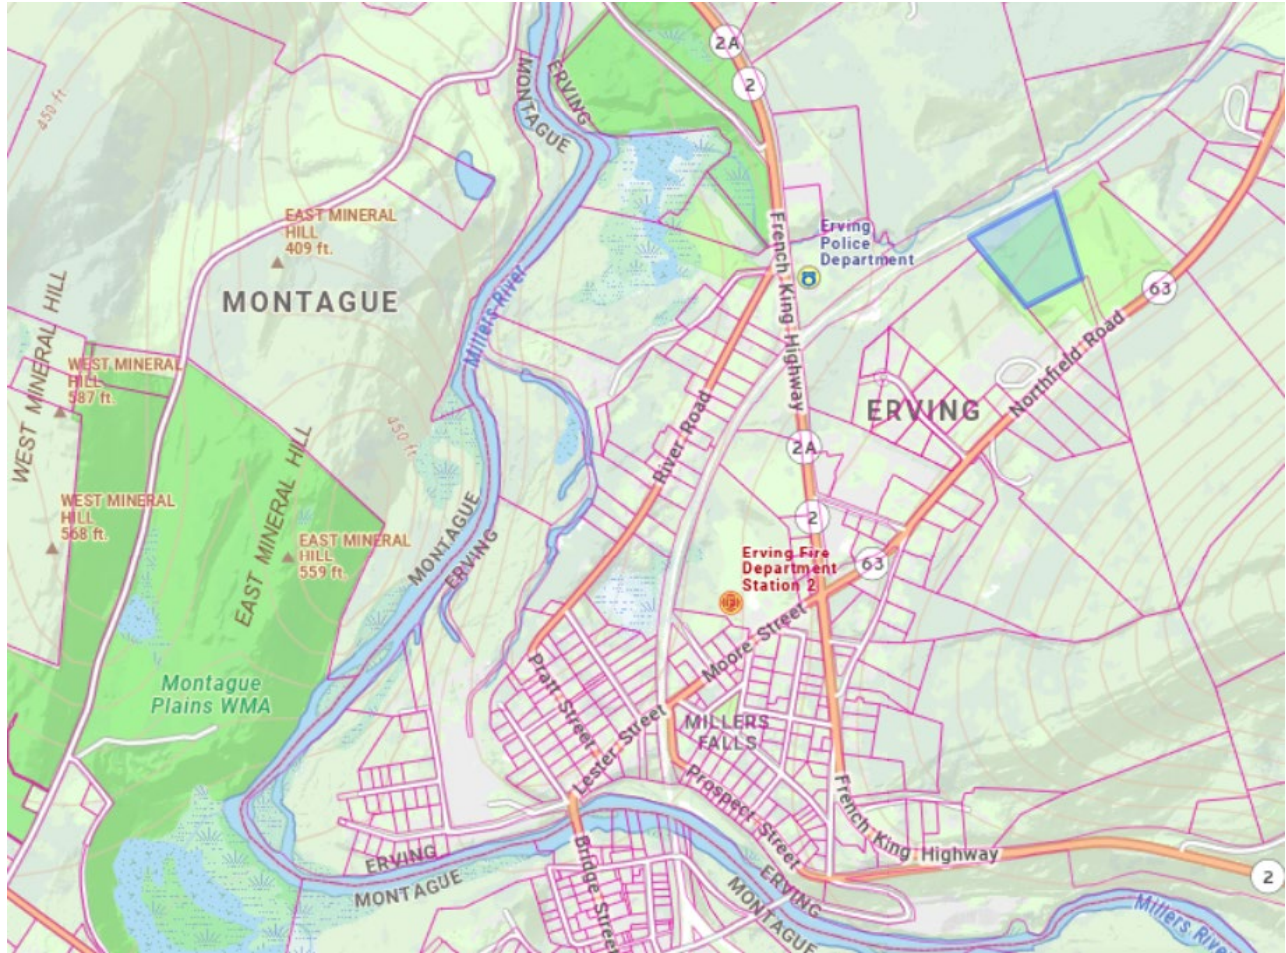 2A
2
MONTAGUE
ERVING
450 ft.
EAST MINERAL
HILL
409 ft.
MONTAGUE
Millers River
French King Highway
Erving
Police
Department
63
Northfield Road
ERVING
WEST MINERAL HILL
WEST MINERAL
HILL
587 ft.
450 ft.
River Road
2A
2
63
WEST MINERAL
HILL
568 ft.
EAST MINERAL HILL
EAST MINERAL
HILL
559 ft.
MONTAGUE
ERVING
Erving Fire
Department
Station 2
Moore Street
Montague
Plains WMA
Pratt Street
Lester Street
MILLERS
FALLS
Prospect Street
French King Highway
2
ERVING
MONTAGUE
Bridge Street
ERVING
MONTAGUE
Millers River